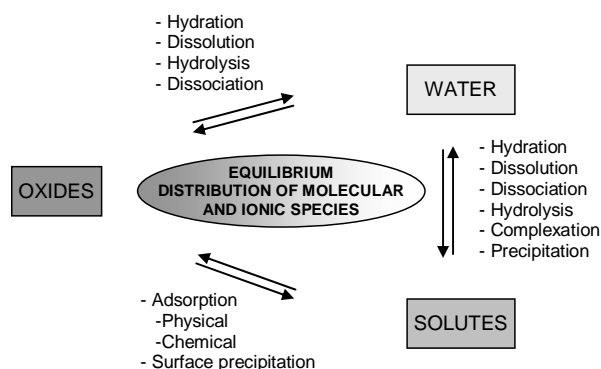 - Hydration
- Dissolution
- Hydrolysis
- Dissociation
WATER
OXIDES
EQUILIBRIUM
DISTRIBUTION OF MOLECULAR
AND IONIC SPECIES
- Hydration
- Dissolution
- Dissociation
- Hydrolysis
- Complexation
- Precipitation
- Adsorption
-Physical
-Chemical
- Surface precipitation
SOLUTES